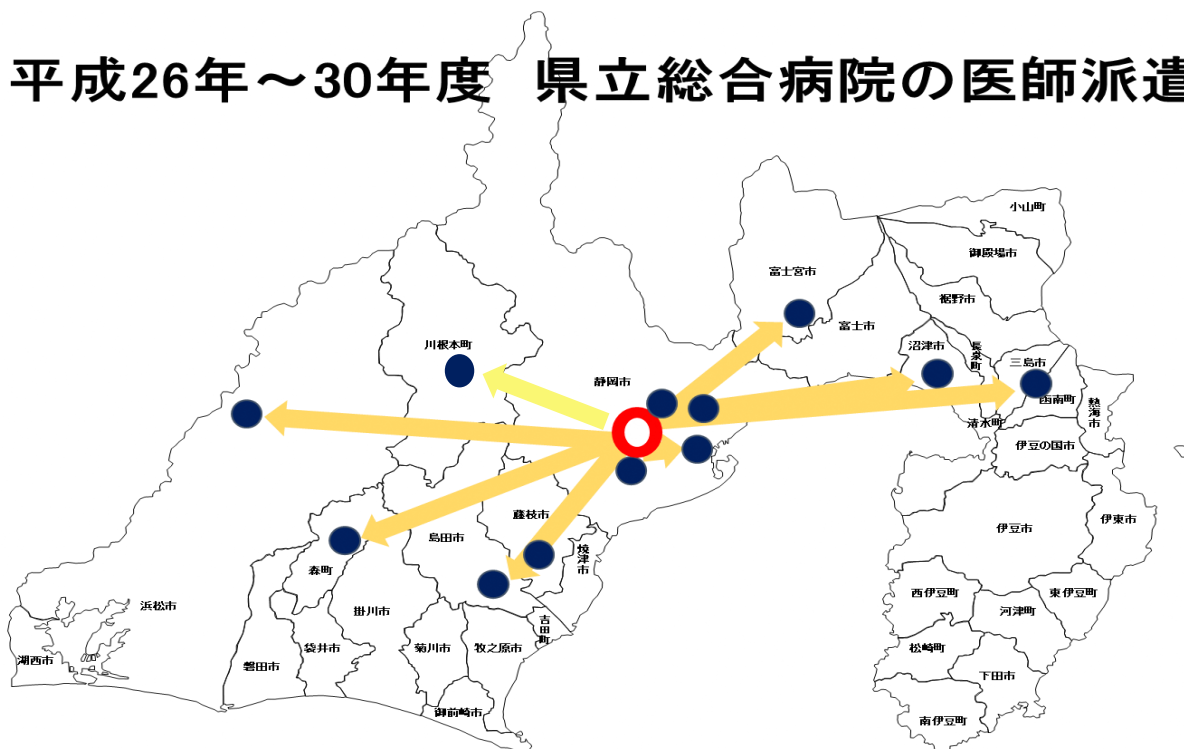 平成26年～30年度　県立総合病院の医師派遣
小山町
御殿場市
富士宮市
裾野市
富士市
川根本町
沼津市
長泉町
三島市
静岡市
函南町
熱海市
清水町
伊豆の国市
藤枝市
伊東市
伊豆市
島田市
焼津市
森町
西伊豆町
東伊豆町
浜松市
掛川市
河津町
吉田町
袋井市
菊川市
牧之原市
松崎町
湖西市
磐田市
下田市
御前崎市
南伊豆町